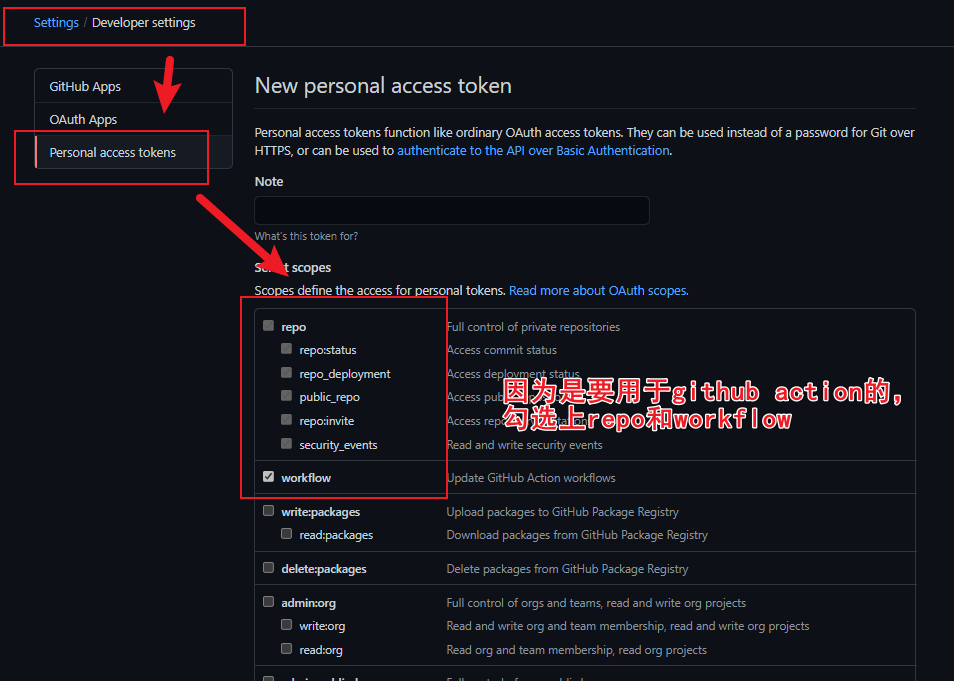 Settings / Developer settings
GitHub Apps
OAuth Apps
Personal access tokens
New personal access token
Personal access tokens function like ordinary OAuth access tokens. They can be used instead of a password for Git over
HTTPS, or can be used to authenticate to the API over Basic Authentication.
Note
What's this token for?
scopes
Scopes define the access for personal tokens. Read more about OAuth scopes.
repo Full control of private repositories
repo:status Access commit status
repo_deployment Access deployment status
public_repo Access
repo:invite Access
security_events Read and write security events
因为是要用于github action的,
勾选上repo和workflow
workflow Update GitHub Action workflows
write:packages Upload packages to GitHub Package Registry
read:packages Download packages from GitHub Package Registry
delete:packages Delete packages from GitHub Package Registry
admin:org Full control of orgs and teams, read and write org projects
write:org Read and write org and team membership, read and write org projects
read:org Read org and team membership, read org projects